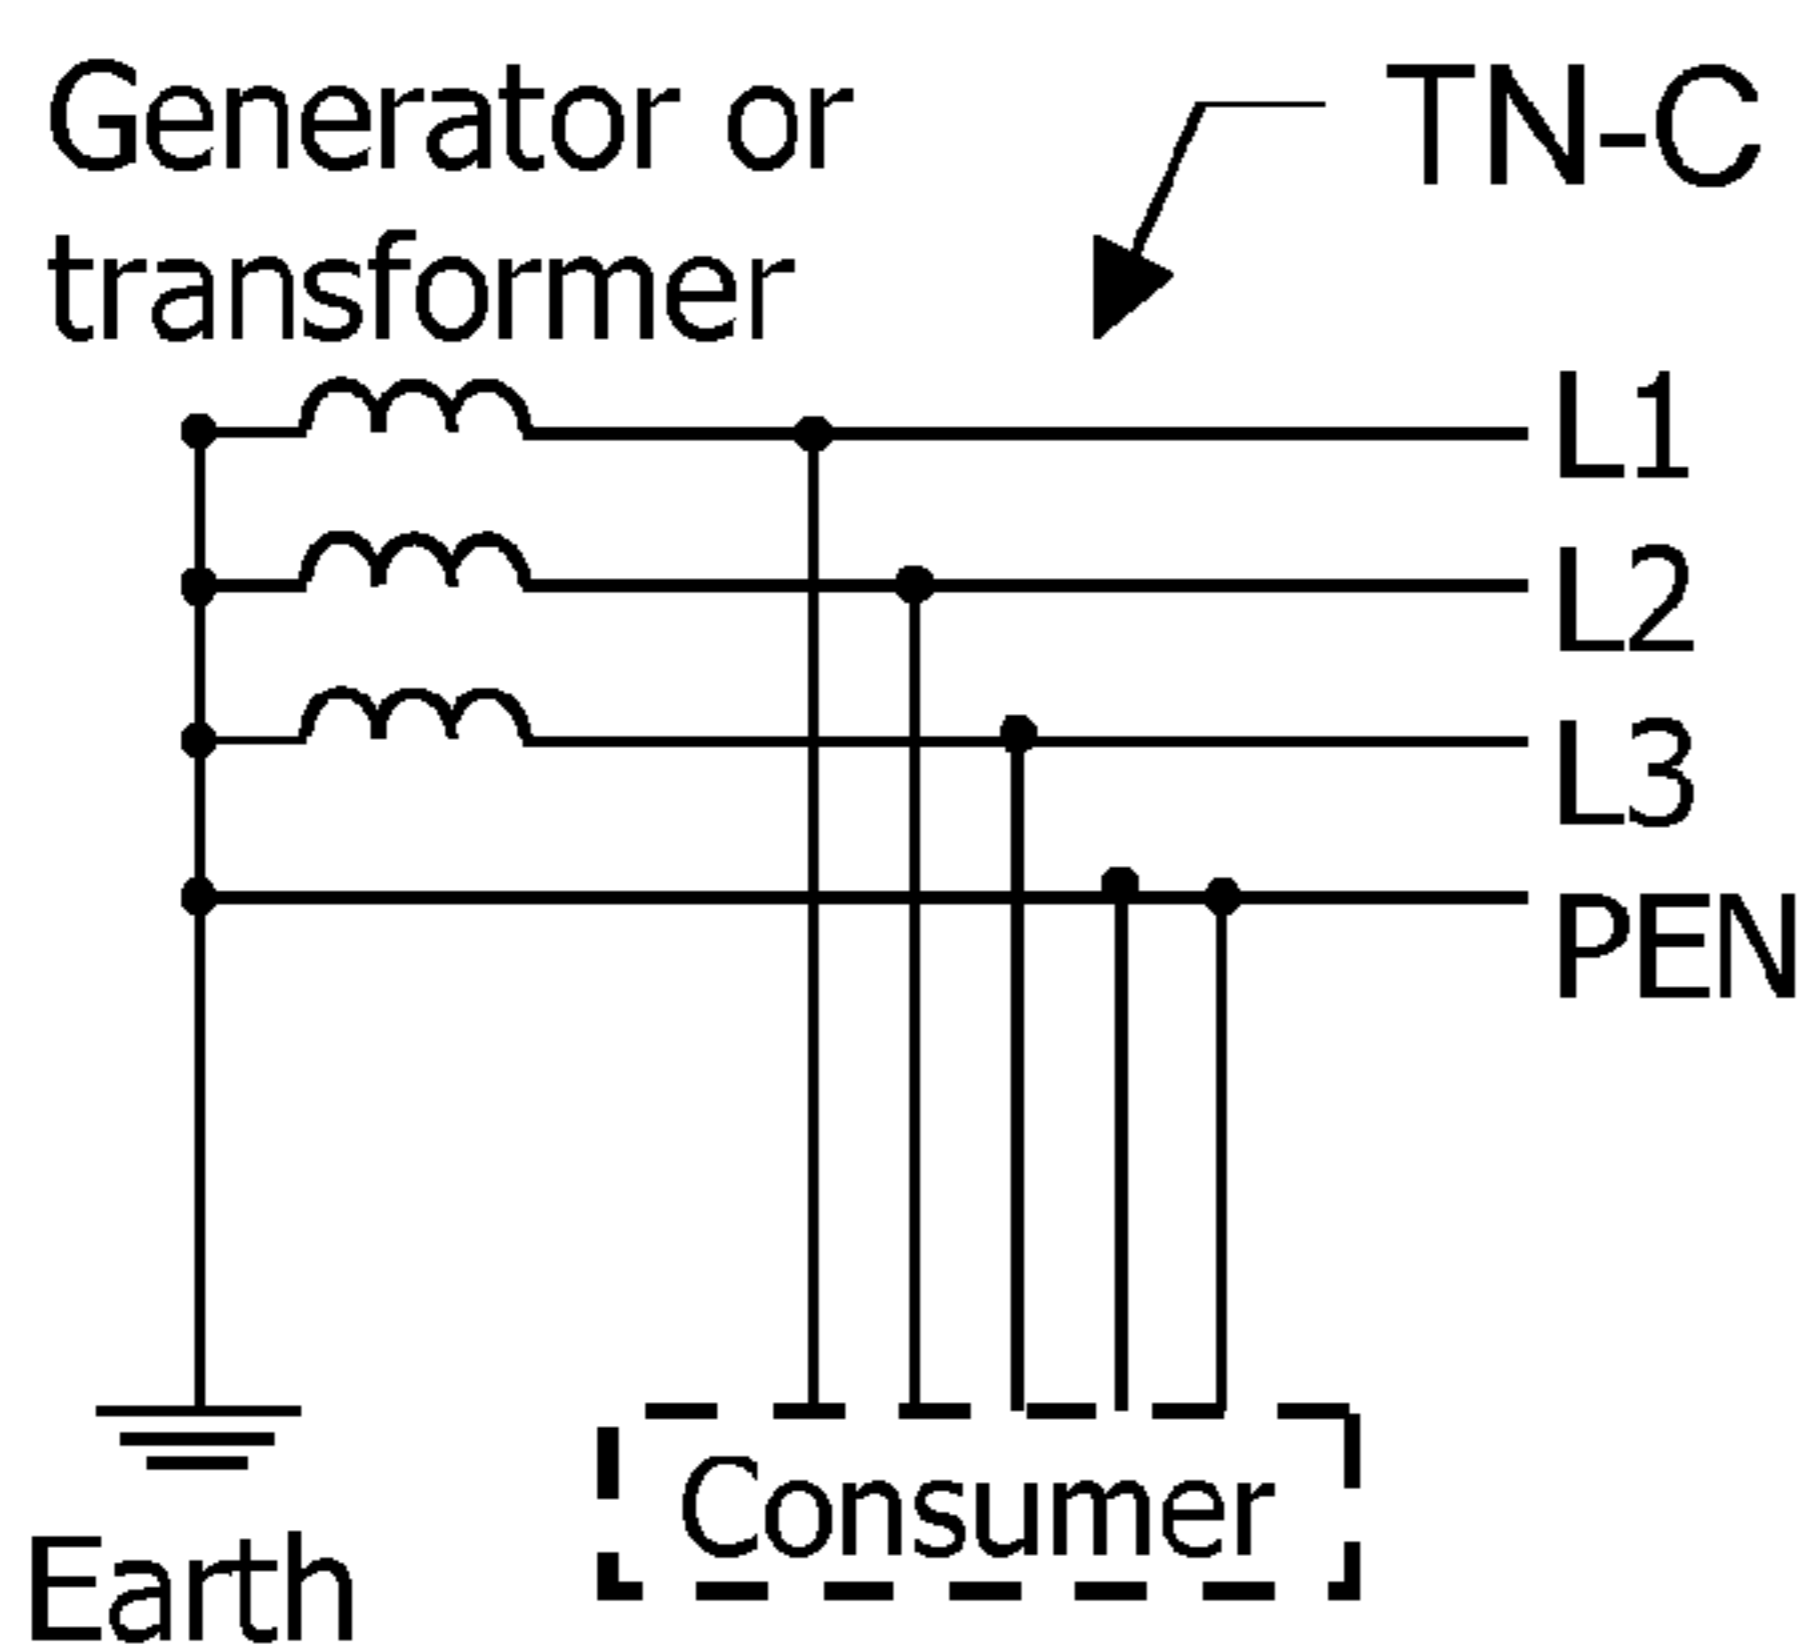 Generator or
transformer
TN-C
L1
L2
L3
PEN
Consumer
Earth